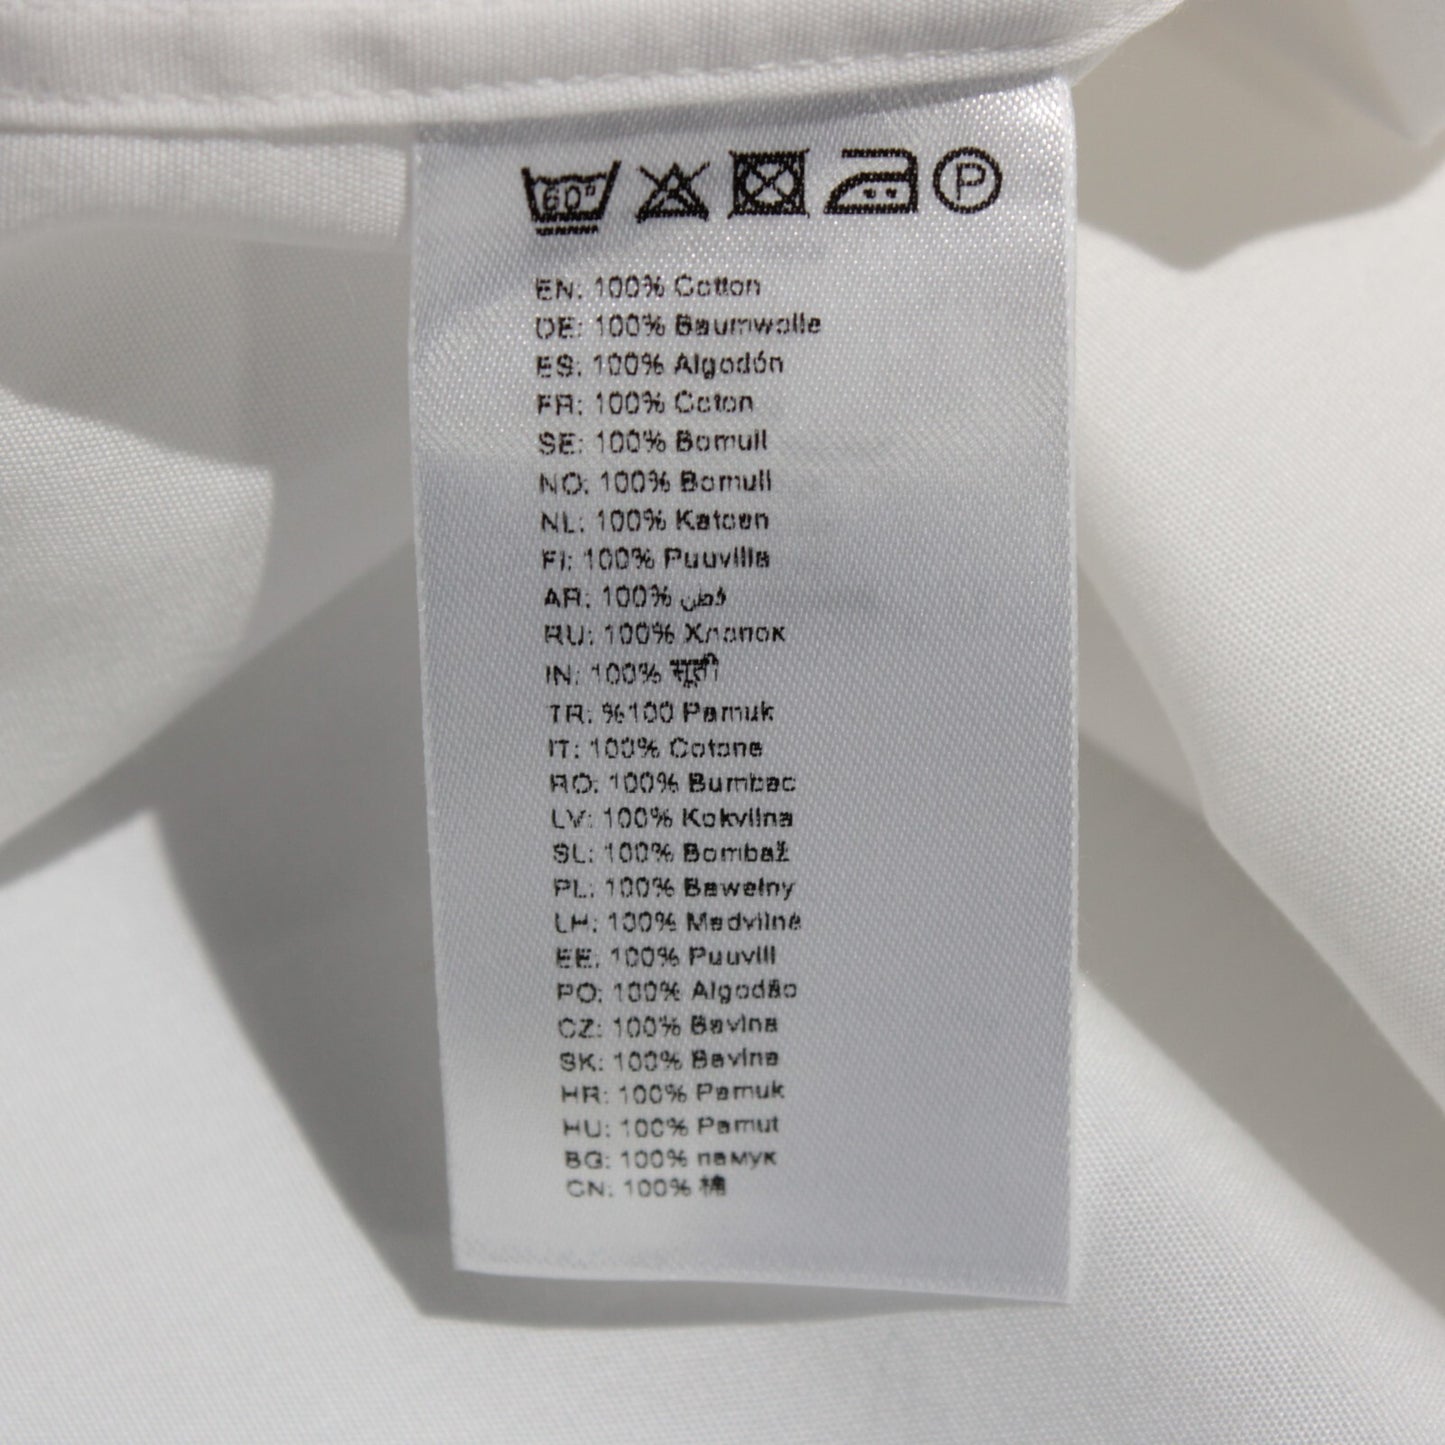 60°
P
EN: 100% Cotton
DE: 100% Baumwolle
ES: 100% Algodón
FR: 100% Coton
SE: 100% Bomull
NO: 100% Bomull
NL: 100% Katoen
FI: 100% Puuvilla
AR: 100% قطن
RU: 100% Хлапок
IN: 100% सूती
TR: %100 Pamuk
IT: 100% Cotone
RO: 100% Bumbac
LV: 100% Kokvilna
SL: 100% Bombaž
PL: 100% Bawelny
LH: 100% Medvilnė
EE: 100% Puuvill
PO: 100% Algodão
CZ: 100% Bavlna
SK: 100% Bavlna
HR: 100% Pamuk
HU: 100% Pamut
BG: 100% памук
CN: 100% 棉